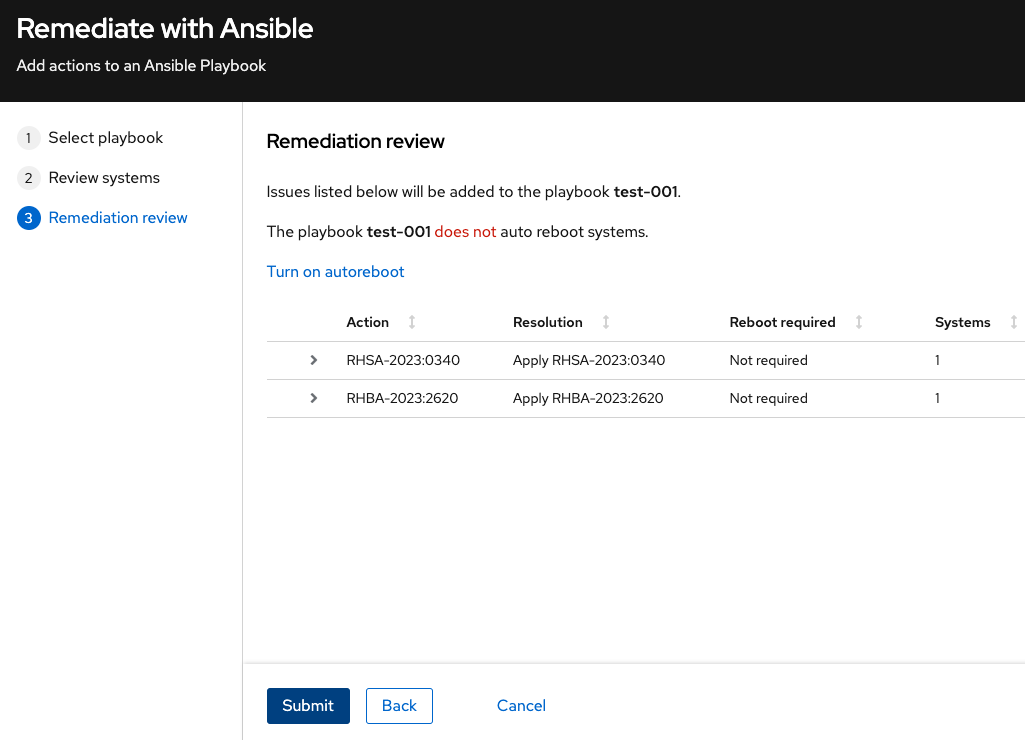 Remediate with Ansible
Add actions to an Ansible Playbook
1 Select playbook
2 Review systems
3 Remediation review
Remediation review
Issues listed below will be added to the playbook test-001.
The playbook test-001 does not auto reboot systems.
Turn on autoreboot
Action Resolution Reboot required Systems
RHSA-2023:0340 Apply RHSA-2023:0340 Not required 1
RHBA-2023:2620 Apply RHBA-2023:2620 Not required 1
Submit Back Cancel